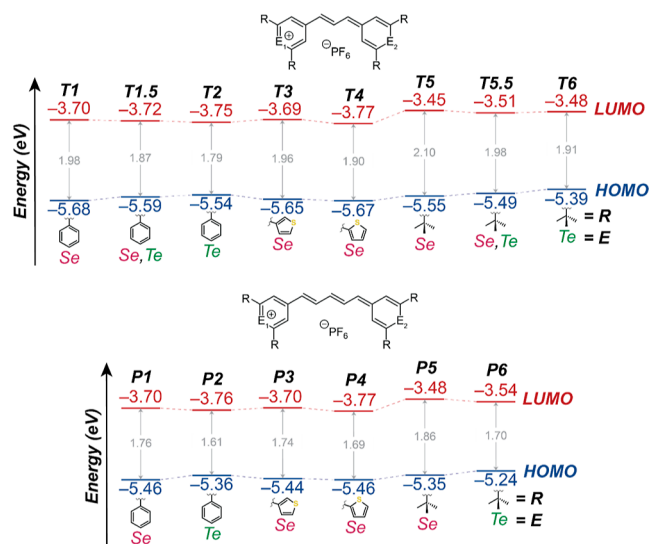 R R
E1 ⊕ E2
⊖PF6
R R
T1 T1.5 T2 T3 T4 T5 T5.5 T6
–3.70 –3.72 –3.75 –3.69 –3.77 –3.45 –3.51 –3.48 LUMO
1.98 1.87 1.79 1.96 1.90 2.10 1.98 1.91
Energy (eV)
HOMO
–5.68 –5.59 –5.54 –5.65 –5.67 –5.55 –5.49 –5.39
S S = R
Se Se,Te Te Se Se Se Se,Te Te = E
R R
E1 ⊕ E2
⊖PF6
R R
P1 P2 P3 P4 P5 P6
–3.70 –3.76 –3.70 –3.77 –3.48 –3.54 LUMO
1.76 1.61 1.74 1.69 1.86 1.70
Energy (eV)
HOMO
–5.46 –5.36 –5.44 –5.46 –5.35 –5.24
S S = R
Se Te Se Se Se Te = E